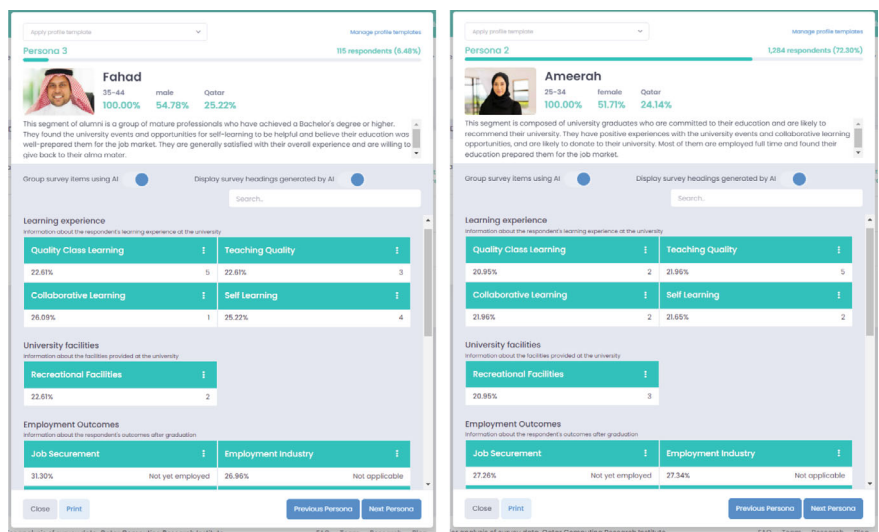 Apply profile template
Manage profile templates
Persona 3
115 respondents (6.48%)
Fahad
35-44 male Qatar
100.00% 54.78% 25.22%
This segment of alumni is a group of mature professionals who have achieved a Bachelor's degree or higher.
They found the university events and opportunities for self-learning to be helpful and believe their education was
well-prepared them for the job market. They are generally satisfied with their overall experience and are willing to
give back to their alma mater.
Group survey items using AI
Display survey headings generated by AI
Search..
Learning experience
Information about the respondent's learning experience at the university
Quality Class Learning
Teaching Quality
22.61% 5
22.61% 3
Collaborative Learning
Self Learning
26.09% 1
25.22% 4
University facilities
Information about the facilities provided at the university
Recreational Facilities
22.61% 2
Employment Outcomes
Information about the respondent's outcomes after graduation
Job Securement
Employment Industry
31.30% Not yet employed
26.96% Not applicable
Close
Print
Previous Persona
Next Persona
Apply profile template
Manage profile templates
Persona 2
1,284 respondents (72.30%)
Ameerah
25-34 female Qatar
100.00% 51.71% 24.14%
This segment is composed of university graduates who are committed to their education and are likely to
recommend their university. They have positive experiences with the university events and collaborative learning
opportunities, and are likely to donate to their university. Most of them are employed full time and found their
education prepared them for the job market.
Group survey items using AI
Display survey headings generated by AI
Search..
Learning experience
Information about the respondent's learning experience at the university
Quality Class Learning
Teaching Quality
20.95% 2
21.96% 5
Collaborative Learning
Self Learning
21.96% 2
21.65% 2
University facilities
Information about the facilities provided at the university
Recreational Facilities
20.95% 3
Employment Outcomes
Information about the respondent's outcomes after graduation
Job Securement
Employment Industry
27.26% Not yet employed
27.34% Not applicable
Close
Print
Previous Persona
Next Persona